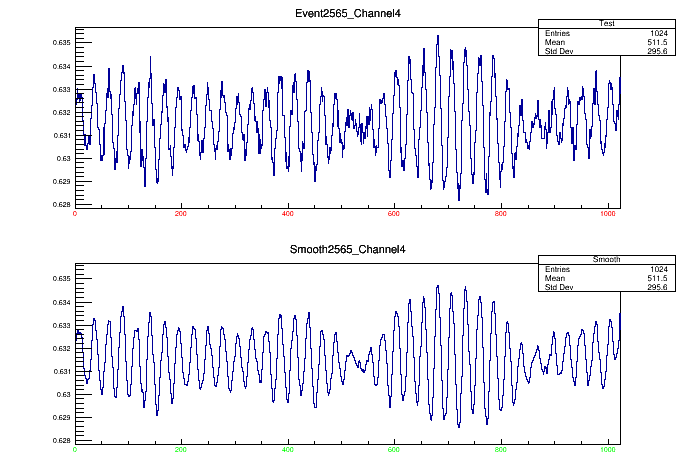 Event2565_Channel4
Test
Entries 1024
Mean 511.5
Std Dev 295.6
0.635
0.634
0.633
0.632
0.631
0.63
0.629
0.628
0 200 400 600 800 1000
Smooth2565_Channel4
Smooth
Entries 1024
Mean 511.5
Std Dev 295.6
0.635
0.634
0.633
0.632
0.631
0.63
0.629
0.628
0 200 400 600 800 1000